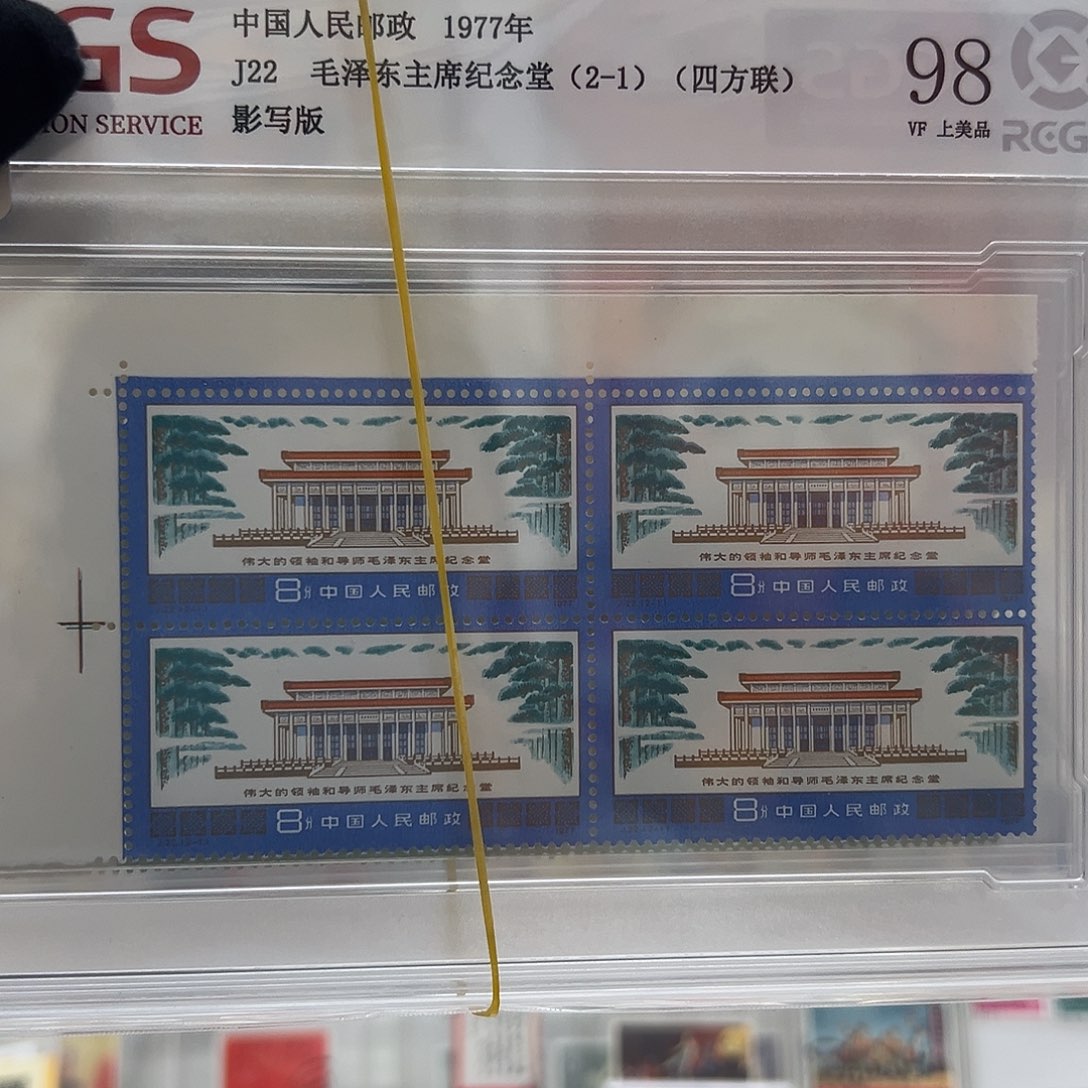 GS
中国人民邮政 1977年
J22 毛泽东主席纪念堂（2-1）（四方联）
影写版
ION SERVICE
98
VF 上美品
RCG
伟大的领袖和导师毛泽东主席纪念堂
8分 中国人民邮政
1977
伟大的领袖和导师毛泽东主席纪念堂
8分 中国人民邮政
伟大的领袖和导师毛泽东主席纪念堂
8分 中国人民邮政
1977
伟大的领袖和导师毛泽东主席纪念堂
8分 中国人民邮政